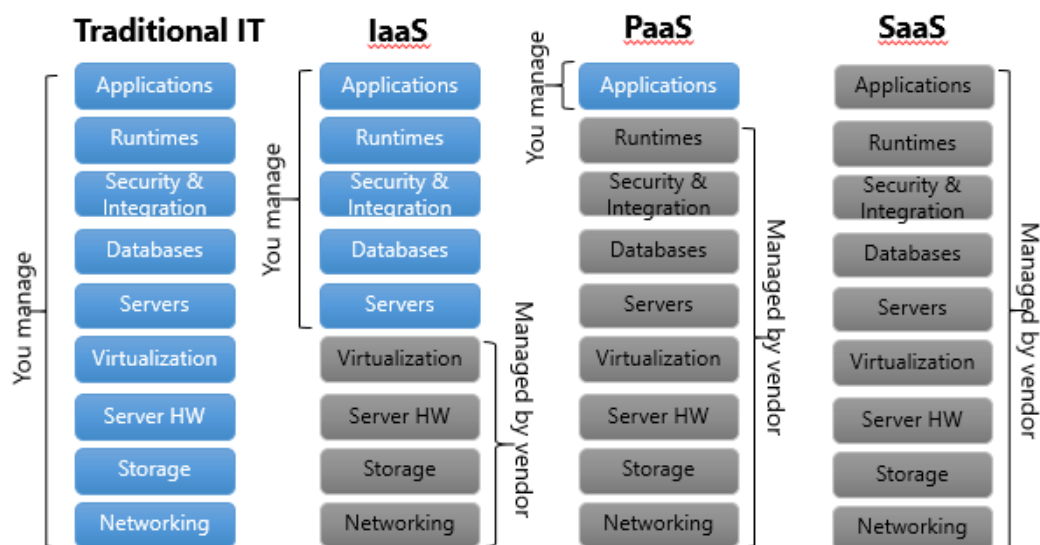 Traditional IT
IaaS
PaaS
SaaS
You manage
Applications
Runtimes
Security &
Integration
Databases
Servers
Virtualization
Server HW
Storage
Networking
You manage
Applications
Runtimes
Security &
Integration
Databases
Servers
Virtualization
Server HW
Storage
Networking
Managed by vendor
You manage
Applications
Runtimes
Security &
Integration
Databases
Servers
Virtualization
Server HW
Storage
Networking
Managed by vendor
Applications
Runtimes
Security &
Integration
Databases
Servers
Virtualization
Server HW
Storage
Networking
Managed by vendor